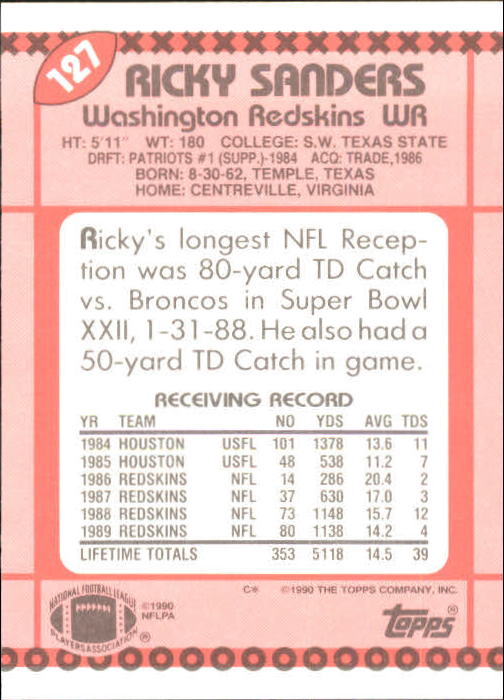 127
RICKY SANDERS
Washington Redskins WR
HT: 5'11" WT: 180 COLLEGE: S.W. TEXAS STATE
DRFT: PATRIOTS #1 (SUPP.)-1984 ACQ: TRADE, 1986
BORN: 8-30-62, TEMPLE, TEXAS
HOME: CENTREVILLE, VIRGINIA
Ricky's longest NFL Recep-
tion was 80-yard TD Catch
vs. Broncos in Super Bowl
XXII, 1-31-88. He also had a
50-yard TD Catch in game.
RECEIVING RECORD
YR TEAM NO YDS AVG TDS
1984 HOUSTON USFL 101 1378 13.6 11
1985 HOUSTON USFL 48 538 11.2 7
1986 REDSKINS NFL 14 286 20.4 2
1987 REDSKINS NFL 37 630 17.0 3
1988 REDSKINS NFL 73 1148 15.7 12
1989 REDSKINS NFL 80 1138 14.2 4
LIFETIME TOTALS 353 5118 14.5 39
C* ©1990 THE TOPPS COMPANY, INC.
NATIONAL FOOTBALL LEAGUE
PLAYERS ASSOCIATION ®
©1990
NFLPA
topps®